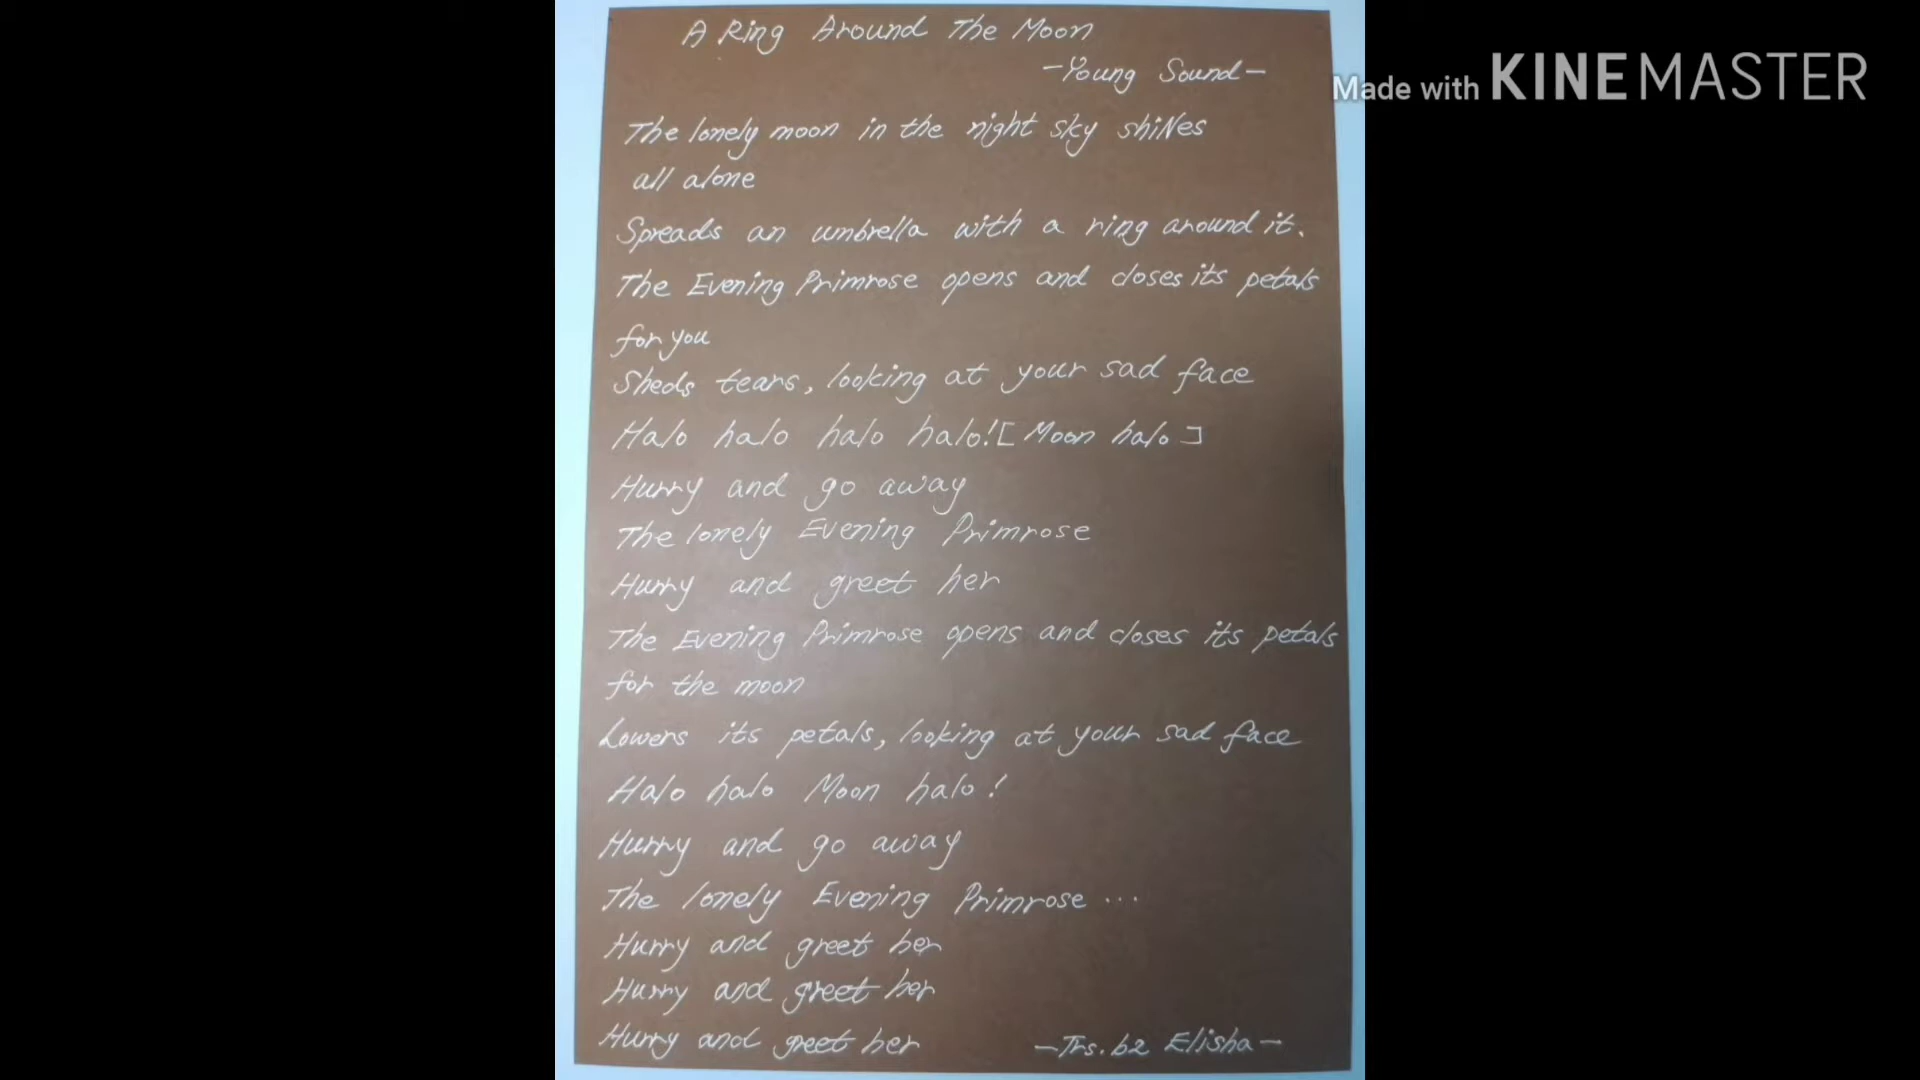 A Ring Around The Moon
-Young Sound-
Made with KINEMASTER
The lonely moon in the night sky shiNes
all alone
Spreads an umbrella with a ring around it.
The Evening Primrose opens and closes its petals
for you
Sheds tears, looking at your sad face
Halo halo halo halo! [Moon halo]
Hurry and go away
The lonely Evening Primrose
Hurry and greet her
The Evening Primrose opens and closes its petals
for the moon
Lowers its petals, looking at your sad face
Halo halo Moon halo!
Hurry and go away
The lonely Evening Primrose ...
Hurry and greet her
Hurry and greet her
Hurry and greet her
-Trs. by Elisha-